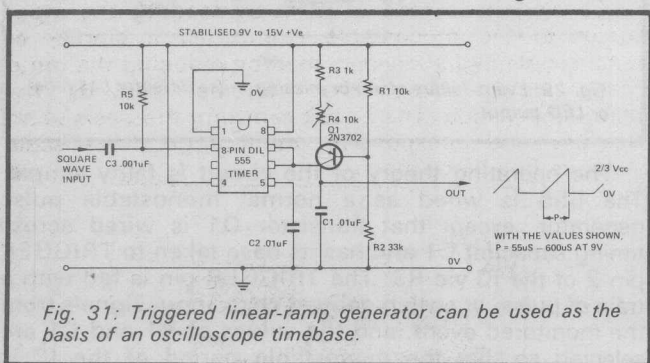 STABILISED 9V to 15V +Ve
R3 1k
R1 10k
0V
R5
10k
R4 10k
Q1
2N3702
1
8
8-PIN DIL
555
TIMER
4
5
SQUARE
WAVE
INPUT
C3 .001uF
C2 .01uF
C1 .01uF
R2 33k
OUT
2/3 Vcc
0V
P
WITH THE VALUES SHOWN,
P = 55uS – 600uS AT 9V
0V
Fig. 31: Triggered linear-ramp generator can be used as the
basis of an oscilloscope timebase.